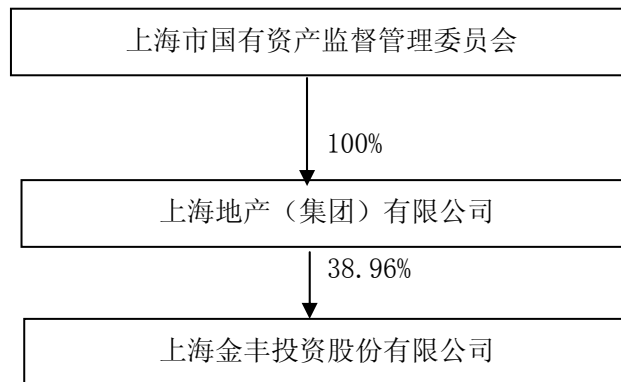 上海市国有资产监督管理委员会
100%
上海地产（集团）有限公司
38.96%
上海金丰投资股份有限公司